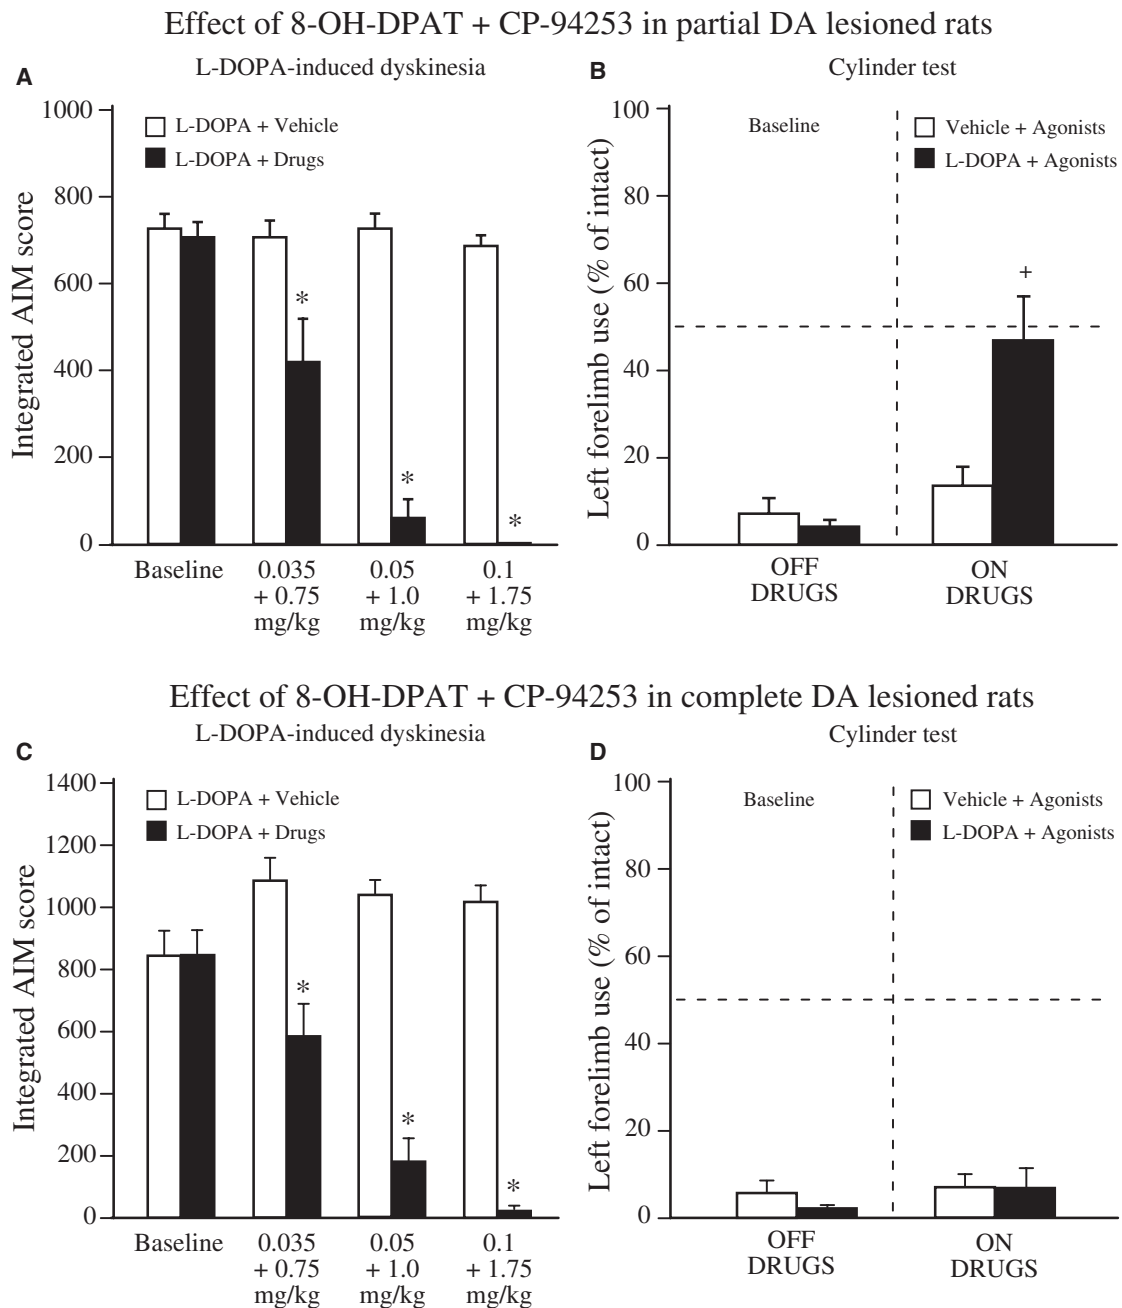 Effect of 8-OH-DPAT + CP-94253 in partial DA lesioned rats
A
L-DOPA-induced dyskinesia
Integrated AIM score
1000
800
600
400
200
0
L-DOPA + Vehicle
L-DOPA + Drugs
*
*
*
Baseline
0.035
+ 0.75
mg/kg
0.05
+ 1.0
mg/kg
0.1
+ 1.75
mg/kg
B
Cylinder test
Left forelimb use (% of intact)
100
80
60
40
20
0
Baseline
Vehicle + Agonists
L-DOPA + Agonists
+
OFF
DRUGS
ON
DRUGS
Effect of 8-OH-DPAT + CP-94253 in complete DA lesioned rats
C
L-DOPA-induced dyskinesia
Integrated AIM score
1400
1200
1000
800
600
400
200
0
L-DOPA + Vehicle
L-DOPA + Drugs
*
*
*
Baseline
0.035
+ 0.75
mg/kg
0.05
+ 1.0
mg/kg
0.1
+ 1.75
mg/kg
D
Cylinder test
Left forelimb use (% of intact)
100
80
60
40
20
0
Baseline
Vehicle + Agonists
L-DOPA + Agonists
OFF
DRUGS
ON
DRUGS